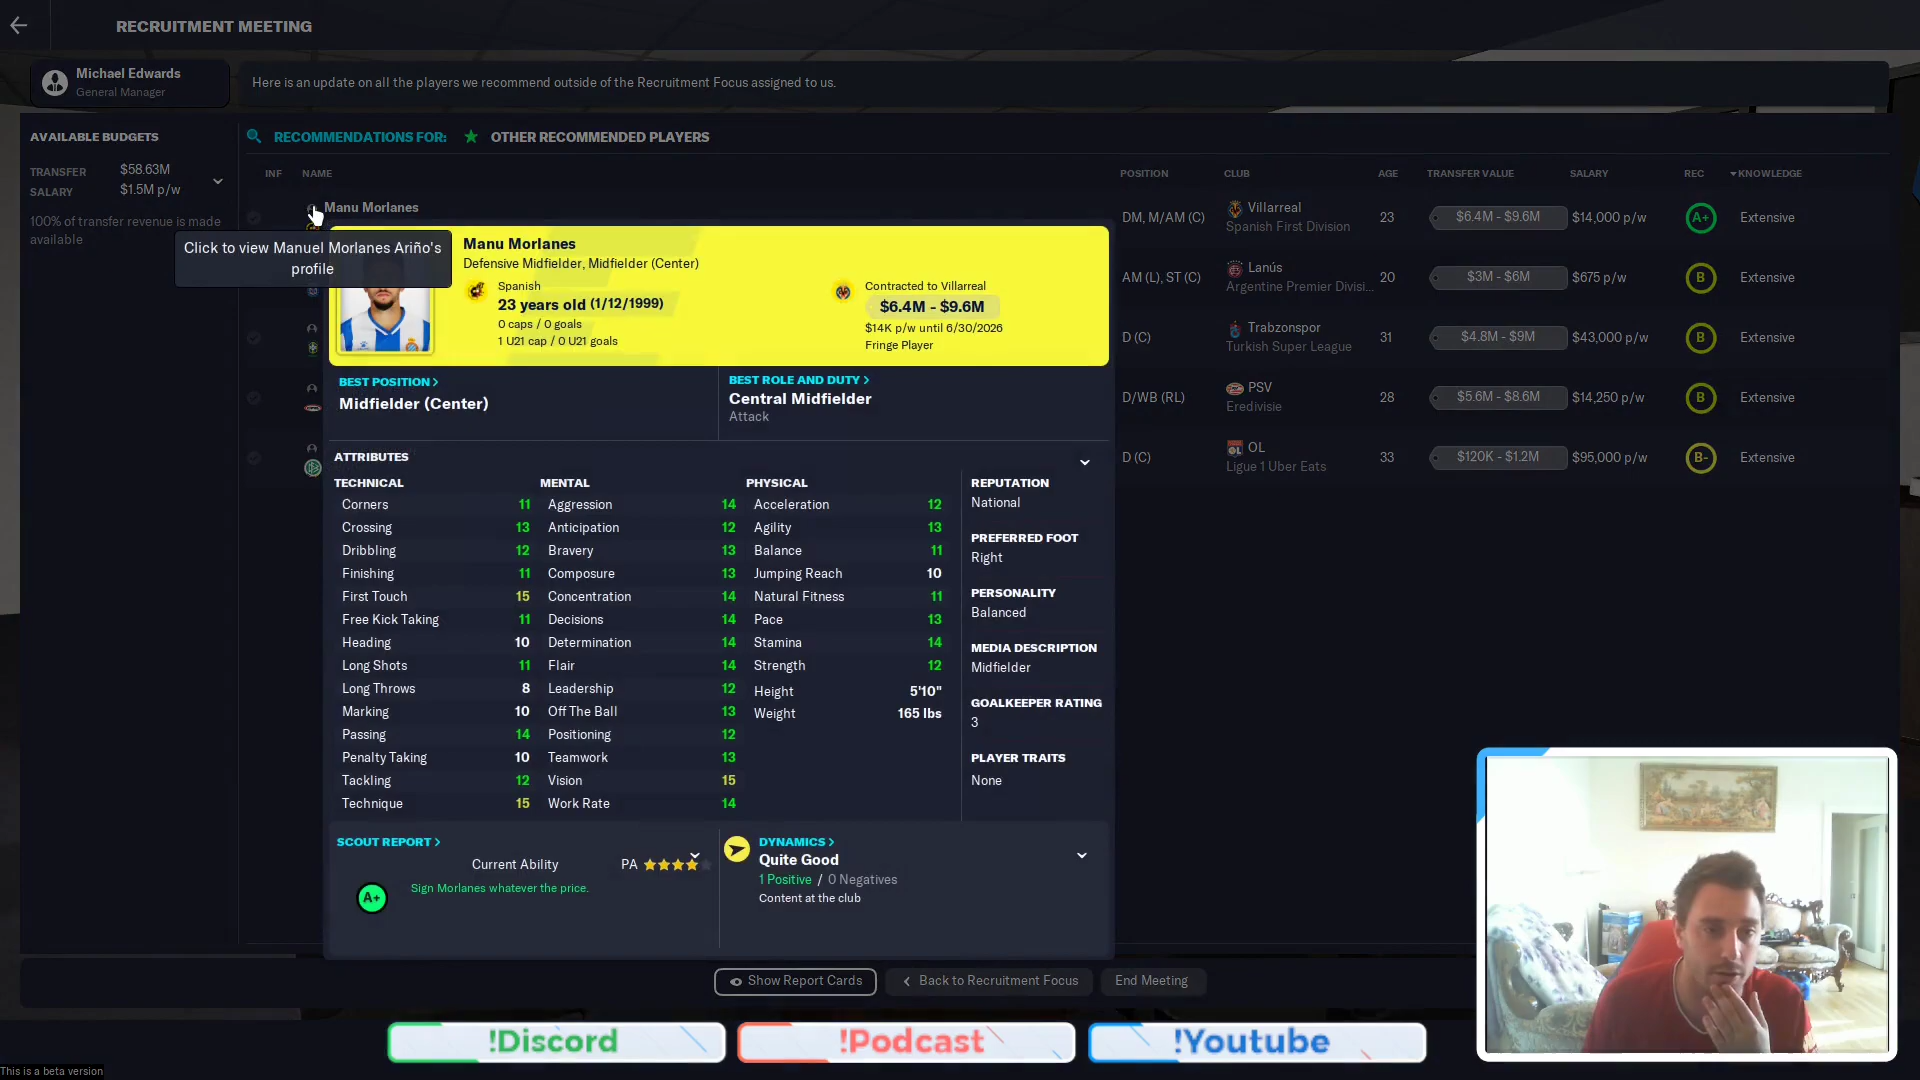 RECRUITMENT MEETING
Michael Edwards
General Manager
Here is an update on all the players we recommend outside of the Recruitment Focus assigned to us.
AVAILABLE BUDGETS
TRANSFER $58.63M
SALARY $1.5M p/w
100% of transfer revenue is made
available
RECOMMENDATIONS FOR: OTHER RECOMMENDED PLAYERS
INF NAME POSITION CLUB AGE TRANSFER VALUE SALARY REC KNOWLEDGE
Manu Morlanes
DM, M/AM (C) Villarreal 23 $6.4M - $9.6M $14,000 p/w A+ Extensive
Spanish First Division
AM (L), ST (C) Lanús 20 $3M - $6M $675 p/w B Extensive
Argentine Premier Divisi...
D (C) Trabzonspor 31 $4.8M - $9M $43,000 p/w B Extensive
Turkish Super League
D/WB (RL) PSV 28 $5.6M - $8.6M $14,250 p/w B Extensive
Eredivisie
D (C) OL 33 $120K - $1.2M $95,000 p/w B- Extensive
Ligue 1 Uber Eats
Click to view Manuel Morlanes Ariño's
profile
Manu Morlanes
Defensive Midfielder, Midfielder (Center)
Spanish
23 years old (1/12/1999)
0 caps / 0 goals
1 U21 cap / 0 U21 goals
Contracted to Villarreal
$6.4M - $9.6M
$14K p/w until 6/30/2026
Fringe Player
BEST POSITION >
Midfielder (Center)
BEST ROLE AND DUTY >
Central Midfielder
Attack
ATTRIBUTES
TECHNICAL
Corners 11
Crossing 13
Dribbling 12
Finishing 11
First Touch 15
Free Kick Taking 11
Heading 10
Long Shots 11
Long Throws 8
Marking 10
Passing 14
Penalty Taking 10
Tackling 12
Technique 15
MENTAL
Aggression 14
Anticipation 12
Bravery 13
Composure 13
Concentration 14
Decisions 14
Determination 14
Flair 14
Leadership 12
Off The Ball 13
Positioning 12
Teamwork 13
Vision 15
Work Rate 14
PHYSICAL
Acceleration 12
Agility 13
Balance 11
Jumping Reach 10
Natural Fitness 11
Pace 13
Stamina 14
Strength 12
Height 5'10"
Weight 165 lbs
REPUTATION
National
PREFERRED FOOT
Right
PERSONALITY
Balanced
MEDIA DESCRIPTION
Midfielder
GOALKEEPER RATING
3
PLAYER TRAITS
None
SCOUT REPORT >
Current Ability PA
Sign Morlanes whatever the price.
A+
DYNAMICS >
Quite Good
1 Positive / 0 Negatives
Content at the club
Show Report Cards
Back to Recruitment Focus
End Meeting
!Discord
!Podcast
!Youtube
This is a beta version